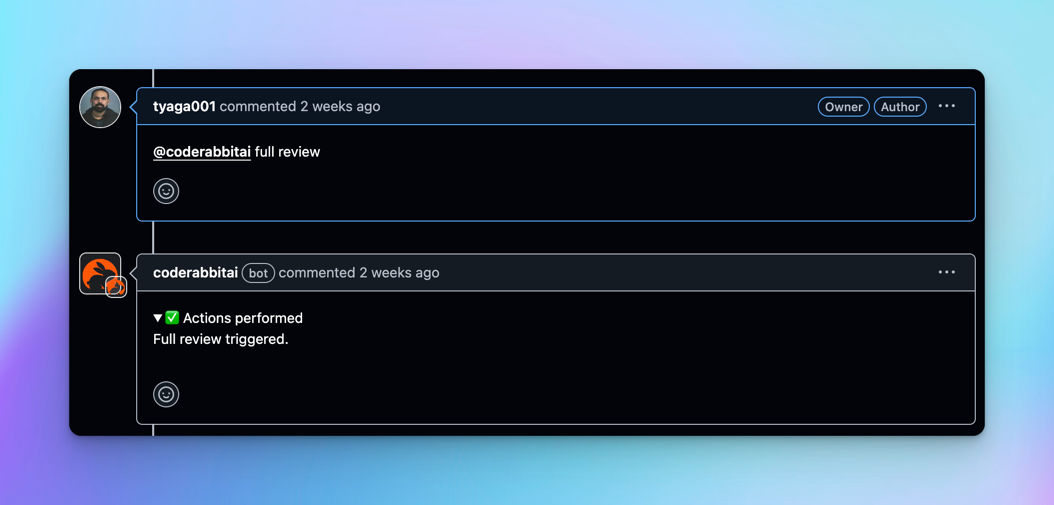 tyaga001 commented 2 weeks ago Owner Author
@coderabbitai full review
coderabbitai bot commented 2 weeks ago
Actions performed
Full review triggered.